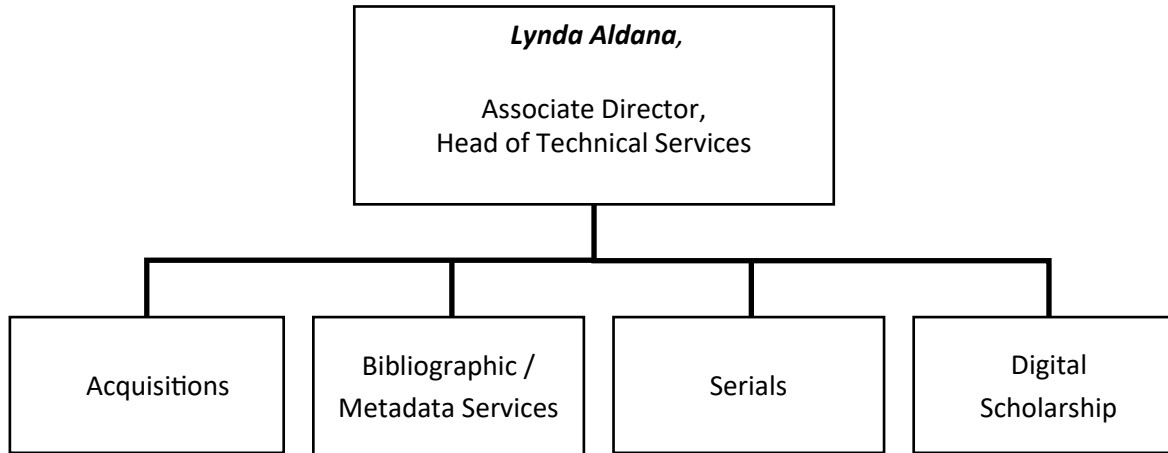 Lynda Aldana,
Associate Director,
Head of Technical Services
Acquisitions
Bibliographic /
Metadata Services
Serials
Digital
Scholarship